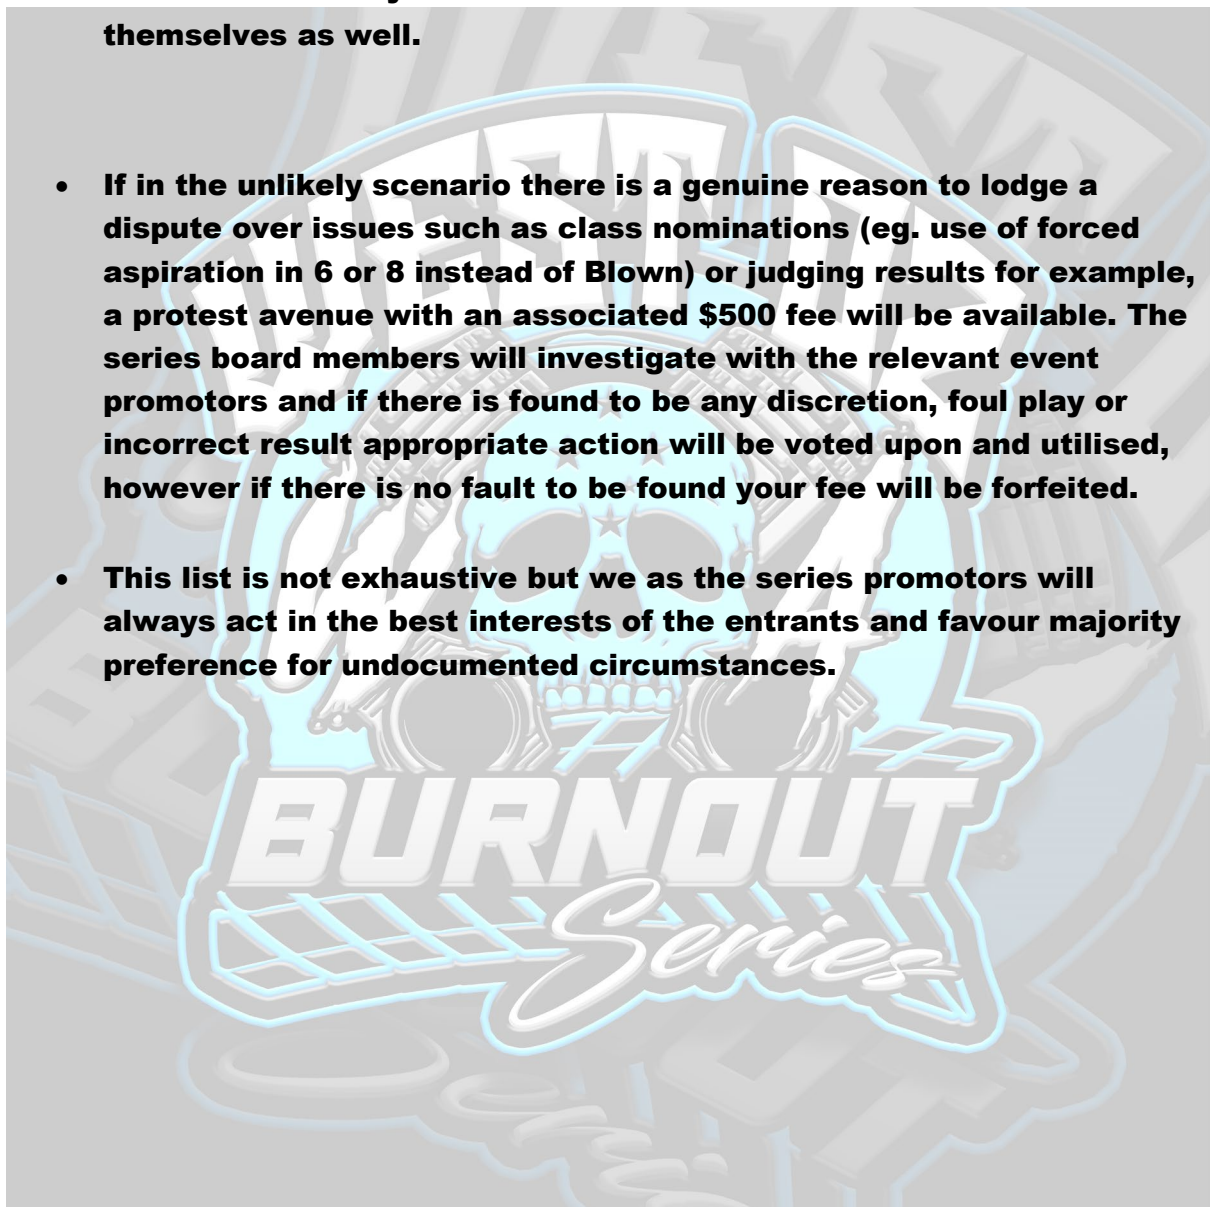 themselves as well.
• If in the unlikely scenario there is a genuine reason to lodge a
dispute over issues such as class nominations (eg. use of forced
aspiration in 6 or 8 instead of Blown) or judging results for example,
a protest avenue with an associated $500 fee will be available. The
series board members will investigate with the relevant event
promotors and if there is found to be any discretion, foul play or
incorrect result appropriate action will be voted upon and utilised,
however if there is no fault to be found your fee will be forfeited.
• This list is not exhaustive but we as the series promotors will
always act in the best interests of the entrants and favour majority
preference for undocumented circumstances.
WA
BURNOUT
Series